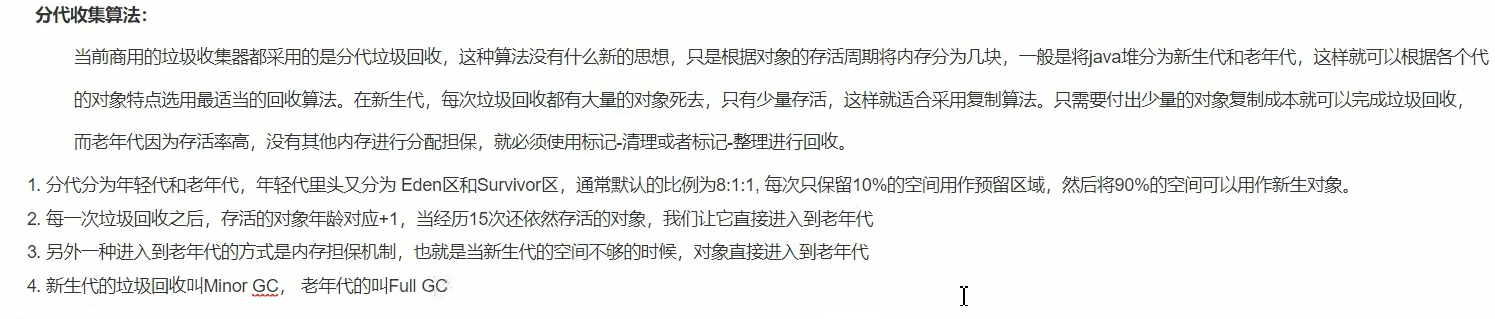 分代收集算法：
当前商用的垃圾收集器都采用的是分代垃圾回收，这种算法没有什么新的思想，只是根据对象的存活周期将内存分为几块，一般是将java堆分为新生代和老年代，这样就可以根据各个代
的对象特点选用最适当的回收算法。在新生代，每次垃圾回收都有大量的对象死去，只有少量存活，这样就适合采用复制算法。只需要付出少量的对象复制成本就可以完成垃圾回收，
而老年代因为存活率高，没有其他内存进行分配担保，就必须使用标记-清理或者标记-整理进行回收。
1. 分代分为年轻代和老年代，年轻代里头又分为 Eden区和Survivor区，通常默认的比例为8:1:1, 每次只保留10%的空间用作预留区域，然后将90%的空间可以用作新生对象。
2. 每一次垃圾回收之后，存活的对象年龄对应+1，当经历15次还依然存活的对象，我们让它直接进入到老年代
3. 另外一种进入到老年代的方式是内存担保机制，也就是当新生代的空间不够的时候，对象直接进入到老年代
4. 新生代的垃圾回收叫Minor GC， 老年代的叫Full GC